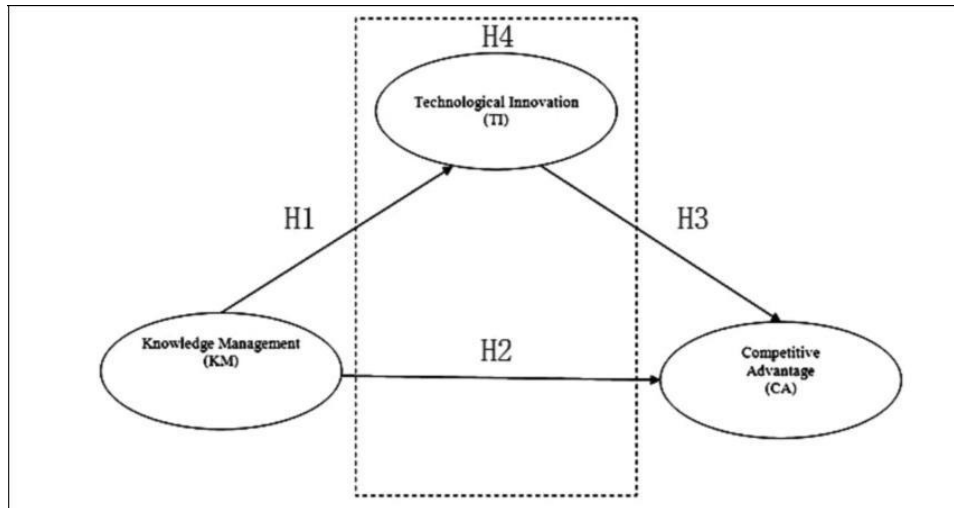 H4
Technological Innovation
(TI)
H1
H3
Knowledge Management
(KM)
H2
Competitive
Advantage
(CA)